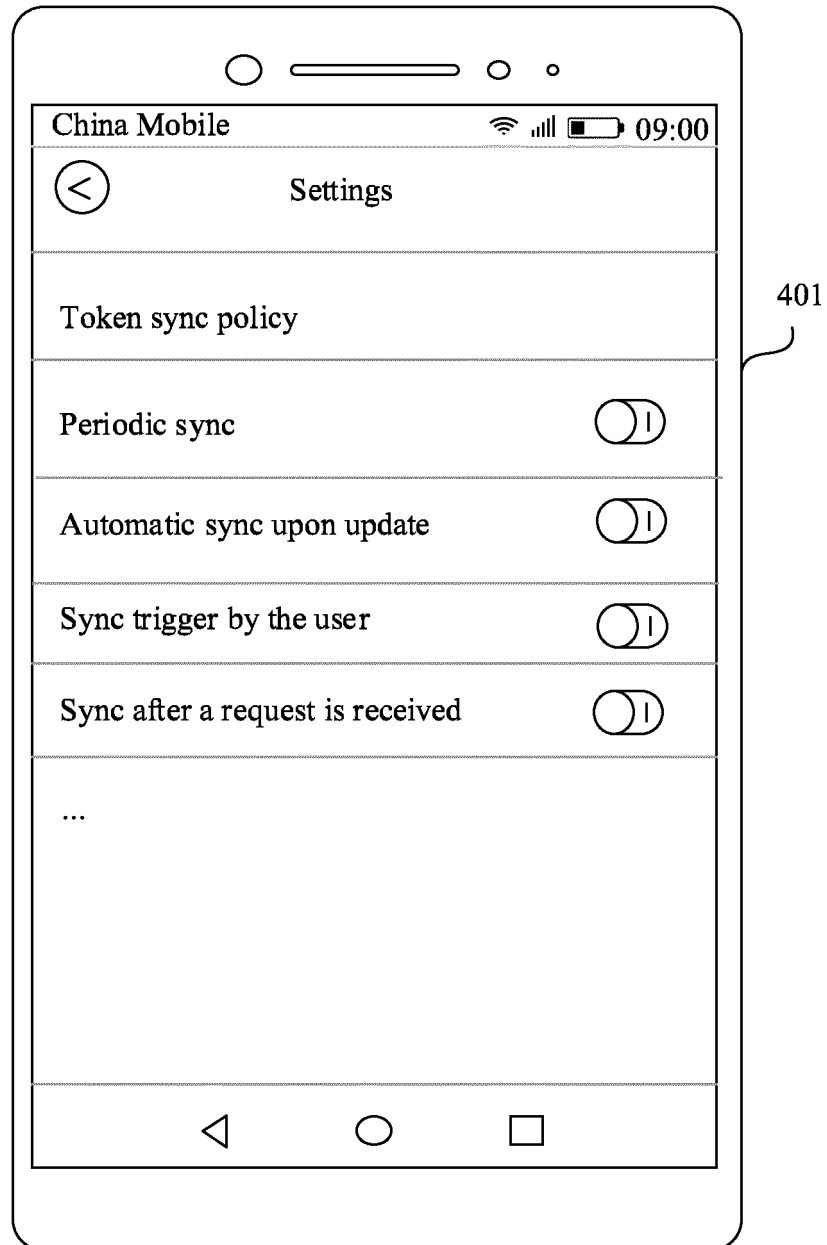 China Mobile 09:00
Settings
401
Token sync policy
Periodic sync
Automatic sync upon update
Sync trigger by the user
Sync after a request is received
...